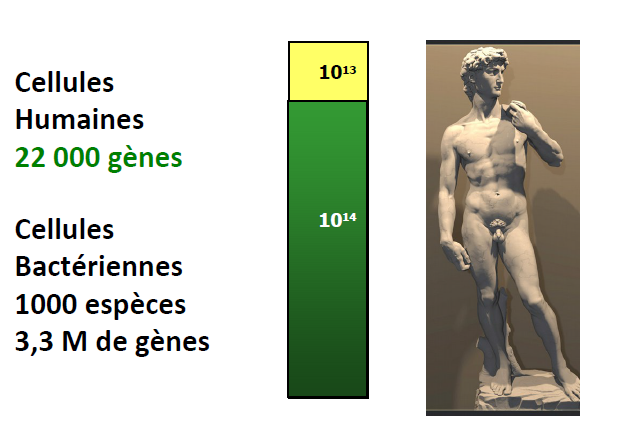 Cellules
Humaines
22 000 gènes
10¹³
Cellules
Bactériennes
1000 espèces
3,3 M de gènes
10¹⁴